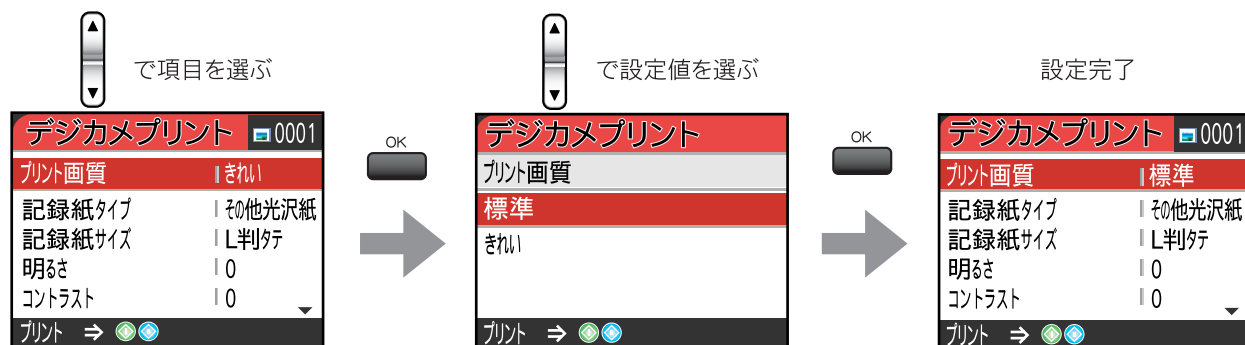 で項目を選ぶ
デジカメプリント 0001
プリント画質 きれい
記録紙タイプ その他光沢紙
記録紙サイズ L判タテ
明るさ 0
コントラスト 0
プリント ⇒
OK
で設定値を選ぶ
デジカメプリント
プリント画質
標準
きれい
プリント ⇒
OK
設定完了
デジカメプリント 0001
プリント画質 標準
記録紙タイプ その他光沢紙
記録紙サイズ L判タテ
明るさ 0
コントラスト 0
プリント ⇒